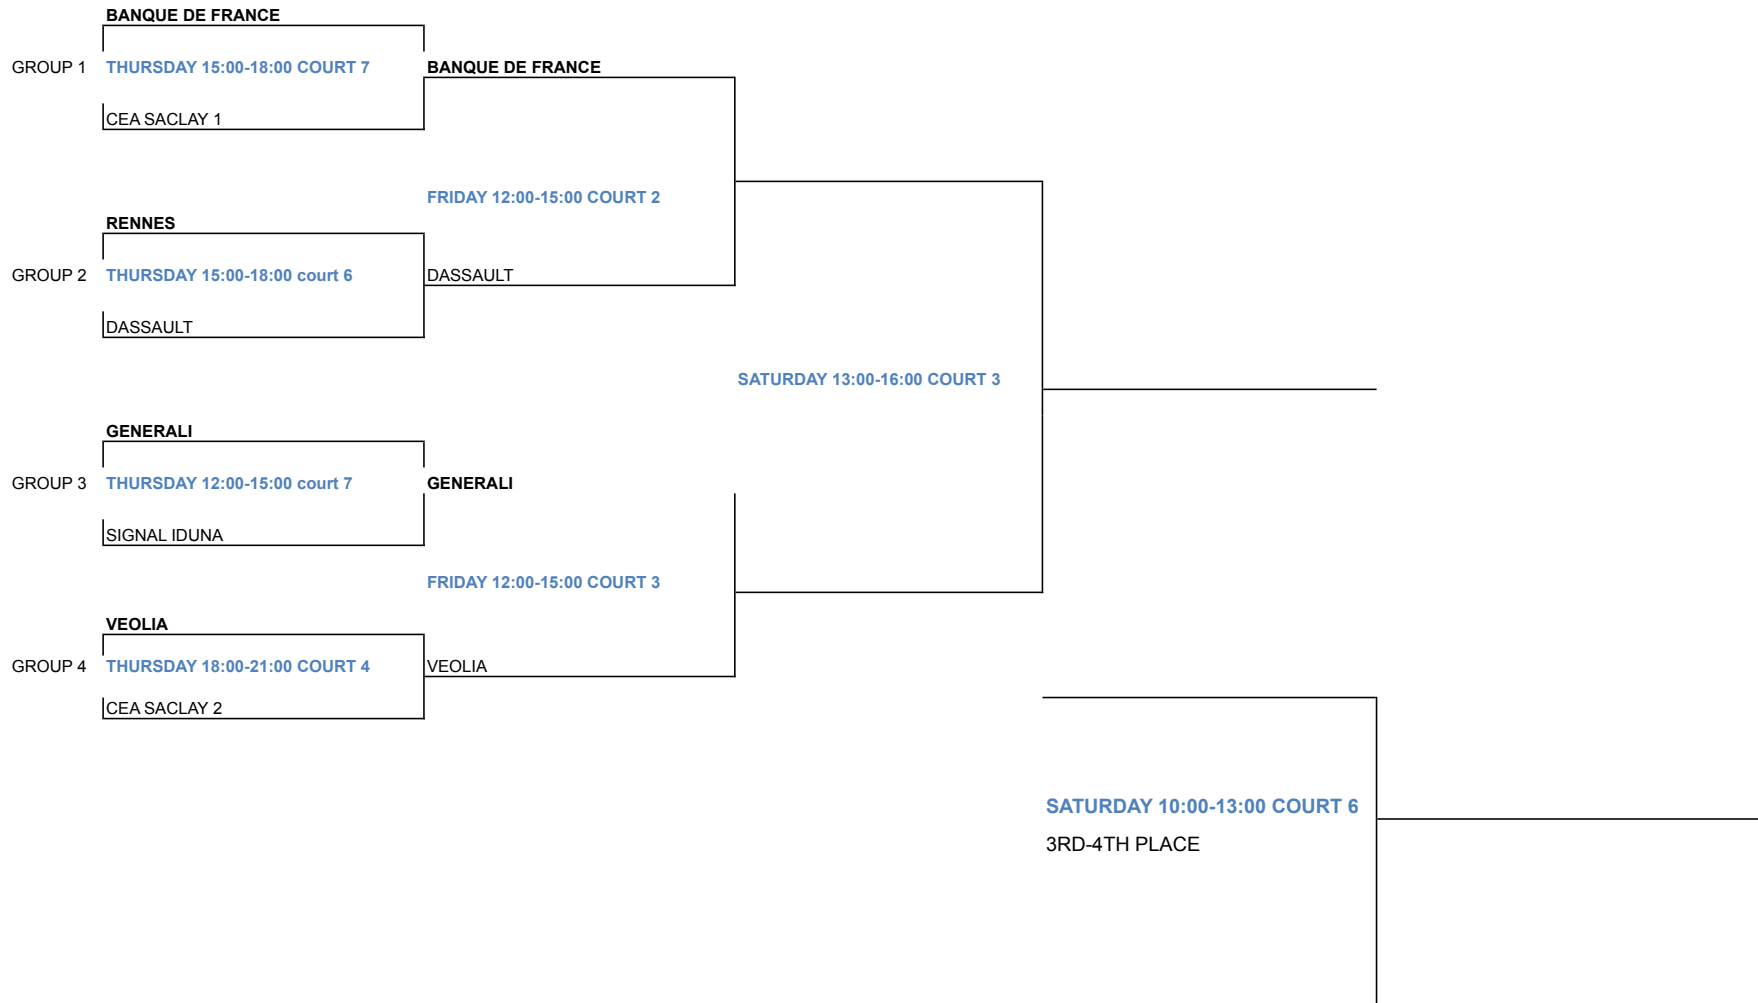 BANQUE DE FRANCE
GROUP 1 THURSDAY 15:00-18:00 COURT 7 BANQUE DE FRANCE
CEA SACLAY 1
FRIDAY 12:00-15:00 COURT 2
RENNES
GROUP 2 THURSDAY 15:00-18:00 court 6 DASSAULT
DASSAULT
SATURDAY 13:00-16:00 COURT 3
GENERALI
GROUP 3 THURSDAY 12:00-15:00 court 7 GENERALI
SIGNAL IDUNA
FRIDAY 12:00-15:00 COURT 3
VEOLIA
GROUP 4 THURSDAY 18:00-21:00 COURT 4 VEOLIA
CEA SACLAY 2
SATURDAY 10:00-13:00 COURT 6
3RD-4TH PLACE